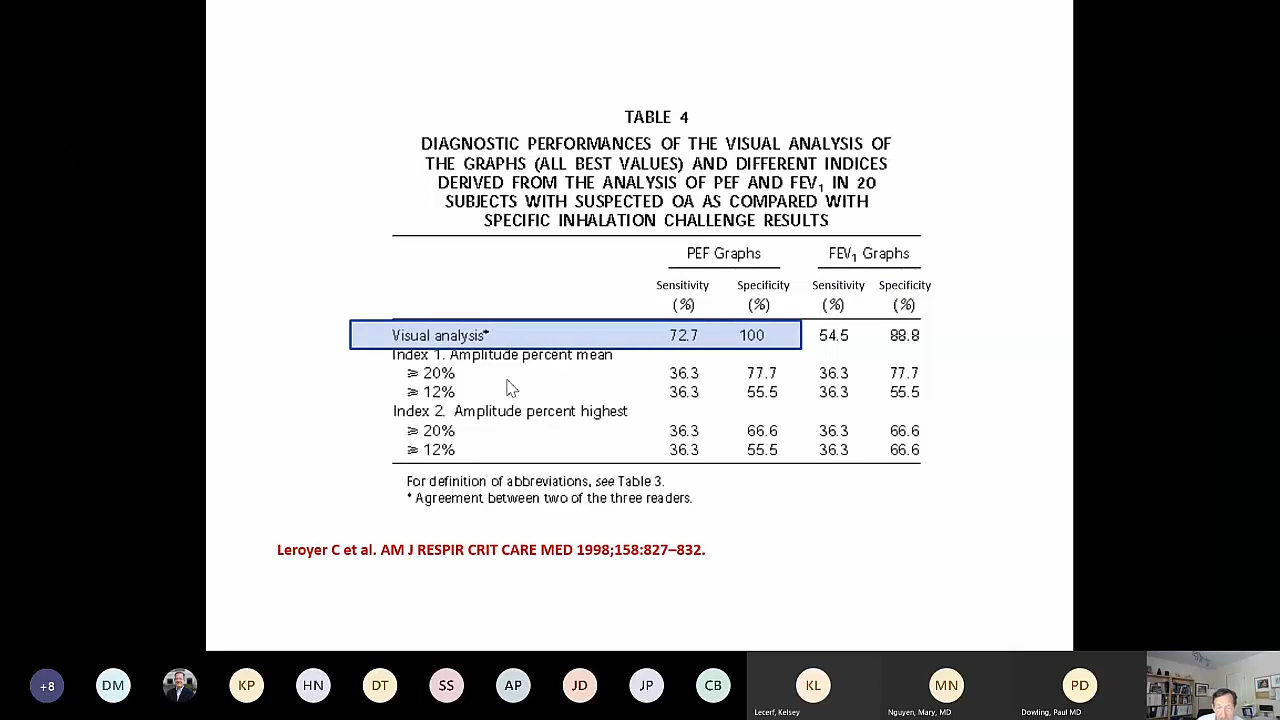 TABLE 4
DIAGNOSTIC PERFORMANCES OF THE VISUAL ANALYSIS OF
THE GRAPHS (ALL BEST VALUES) AND DIFFERENT INDICES
DERIVED FROM THE ANALYSIS OF PEF AND FEV₁ IN 20
SUBJECTS WITH SUSPECTED OA AS COMPARED WITH
SPECIFIC INHALATION CHALLENGE RESULTS
PEF Graphs FEV₁ Graphs
Sensitivity Specificity Sensitivity Specificity
(%) (%) (%) (%)
Visual analysis* 72.7 100 54.5 88.8
Index 1. Amplitude percent mean
⩾ 20% 36.3 77.7 36.3 77.7
⩾ 12% 36.3 55.5 36.3 55.5
Index 2. Amplitude percent highest
⩾ 20% 36.3 66.6 36.3 66.6
⩾ 12% 36.3 55.5 36.3 66.6
For definition of abbreviations, see Table 3.
* Agreement between two of the three readers.
Leroyer C et al. AM J RESPIR CRIT CARE MED 1998;158:827–832.
+8 DM KP HN DT SS AP JD JP CB KL MN PD
Lecerf, Kelsey Nguyen, Mary, MD Dowling, Paul MD